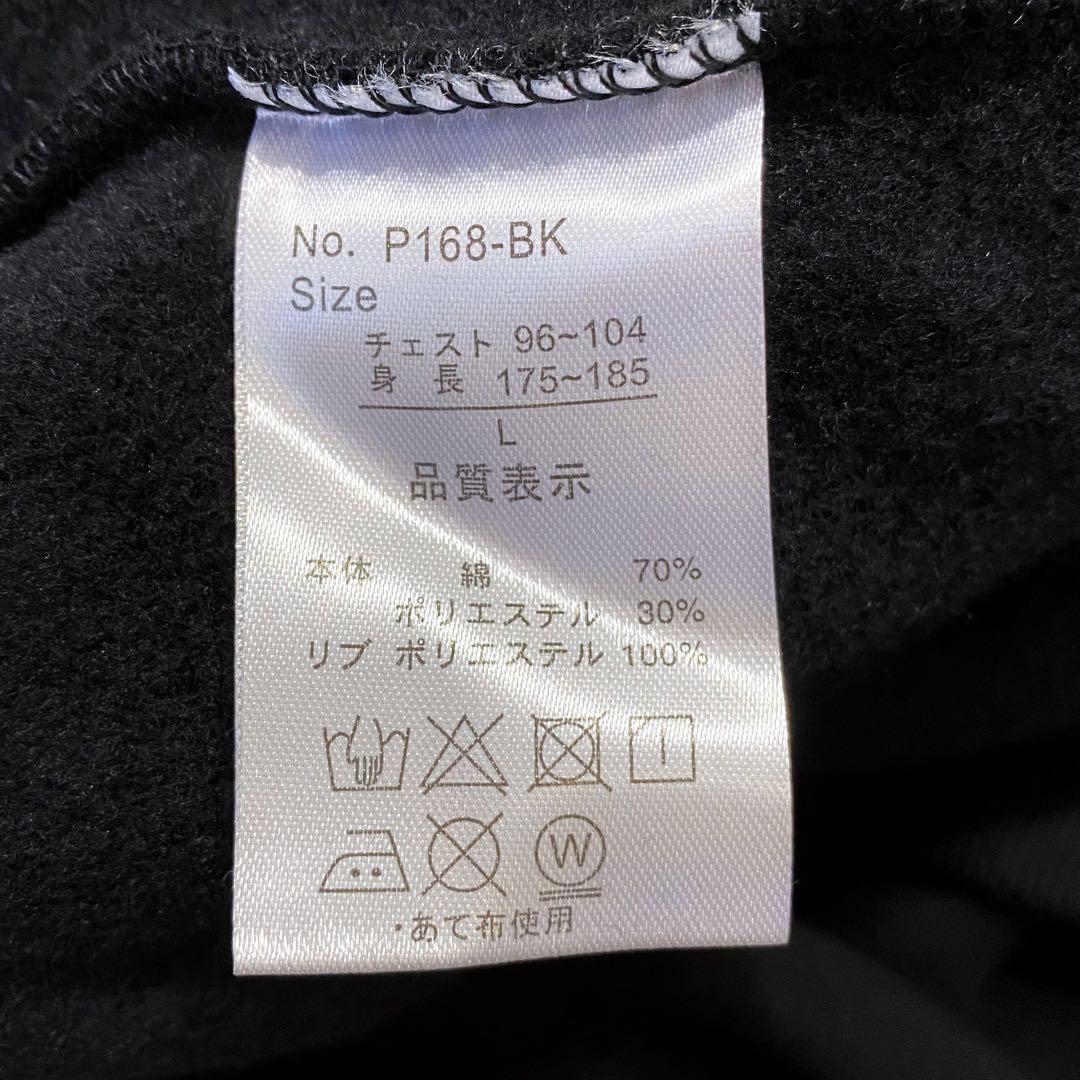 No. P168-BK
Size
チェスト 96~104
身 長 175~185
L
品質表示
本体 綿 70%
ポリエステル 30%
リブ ポリエステル 100%
W
・あて布使用